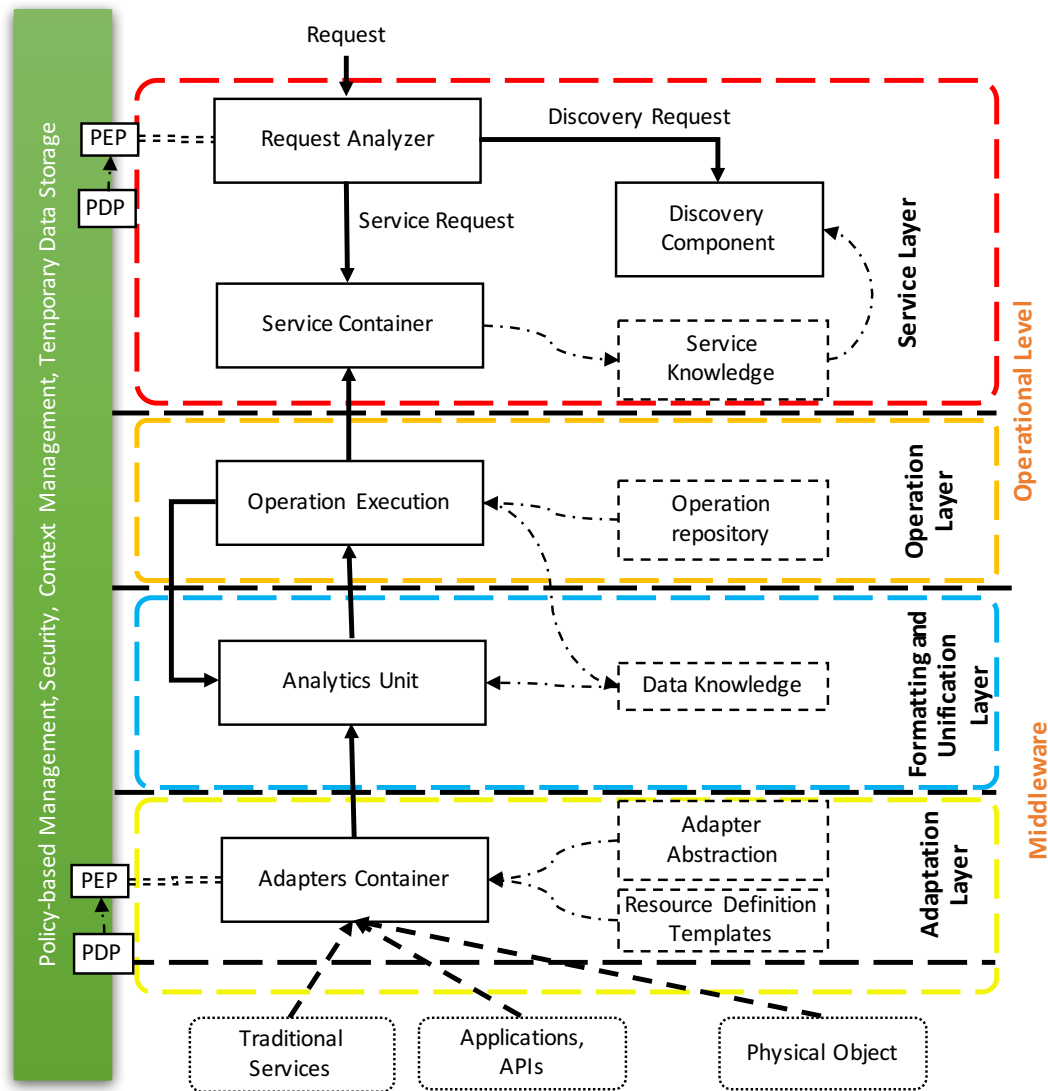 Policy-based Management, Security, Context Management, Temporary Data Storage
Request
PEP
Request Analyzer
Discovery Request
PDP
Service Request
Discovery
Component
Service Layer
Service Container
Service
Knowledge
Operational Level
Operation Execution
Operation
repository
Operation
Layer
Analytics Unit
Data Knowledge
Formatting and
Unification
Layer
Middleware
PEP
Adapters Container
Adapter
Abstraction
Resource Definition
Templates
Adaptation
Layer
PDP
Traditional
Services
Applications,
APIs
Physical Object